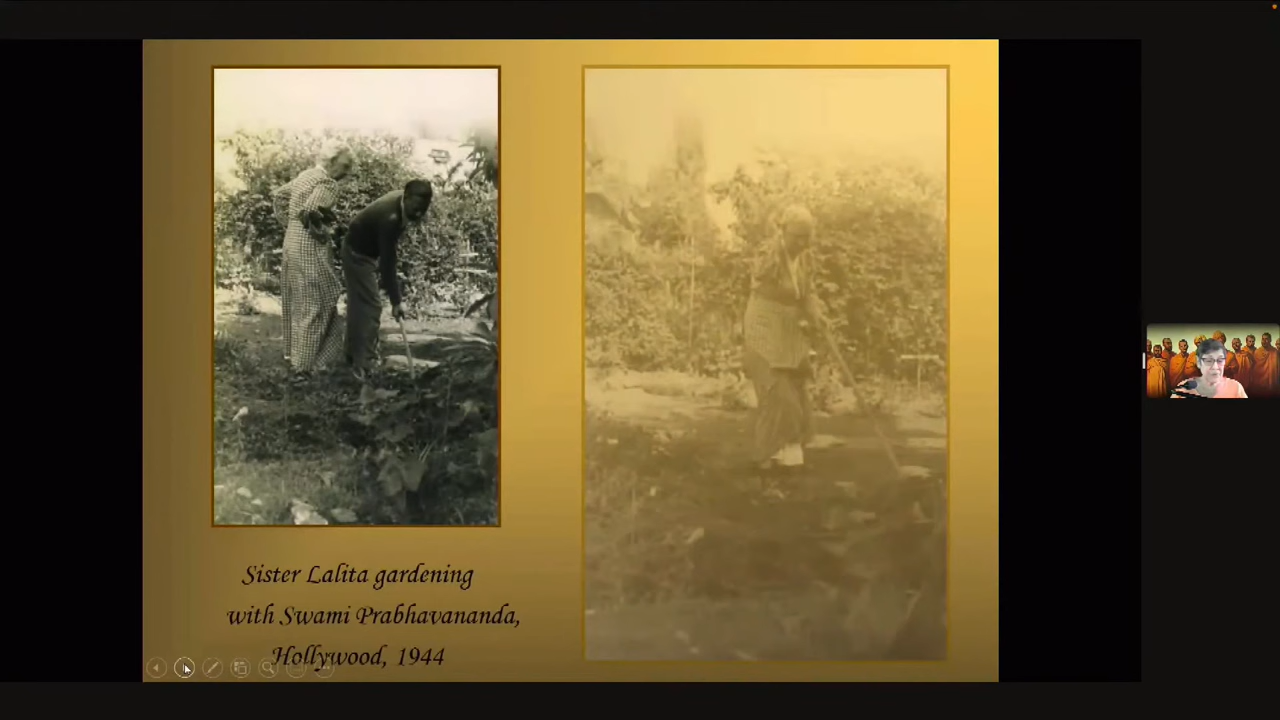 Sister Lalita gardening
with Swami Prabhavananda,
Hollywood, 1944